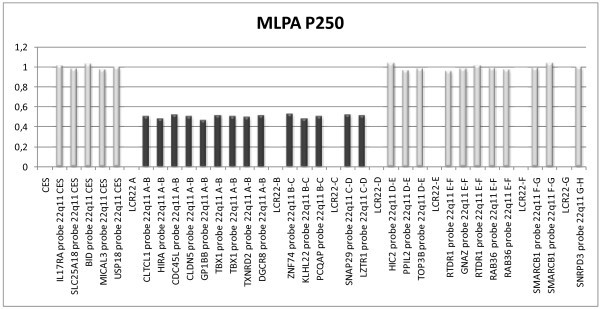 MLPA P250
1,2
1
0,8
0,6
0,4
0,2
0
CES
IL17RA probe 22q11 CES
SLC25A18 probe 22q11 CES
BID probe 22q11 CES
MICAL3 probe 22q11 CES
USP18 probe 22q11 CES
LCR22 A
CLTCL1 probe 22q11 A-B
HIRA probe 22q11 A-B
CDC45L probe 22q11 A-B
CLDN5 probe 22q11 A-B
GP1BB probe 22q11 A-B
TBX1 probe 22q11 A-B
TBX1 probe 22q11 A-B
TXNRD2 probe 22q11 A-B
DGCR8 probe 22q11 A-B
LCR22-B
ZNF74 probe 22q11 B-C
KLHL22 probe 22q11 B-C
PCQAP probe 22q11 B-C
LCR22-C
SNAP29 probe 22q11 C-D
LZTR1 probe 22q11 C-D
LCR22-D
HIC2 probe 22q11 D-E
PPIL2 probe 22q11 D-E
TOP3B probe 22q11 D-E
LCR22-E
RTDR1 probe 22q11 E-F
GNAZ probe 22q11 E-F
RTDR1 probe 22q11 E-F
RAB36 probe 22q11 E-F
RAB36 probe 22q11 E-F
LCR22-F
SMARCB1 probe 22q11 F-G
SMARCB1 probe 22q11 F-G
LCR22-G
SNRPD3 probe 22q11 G-H